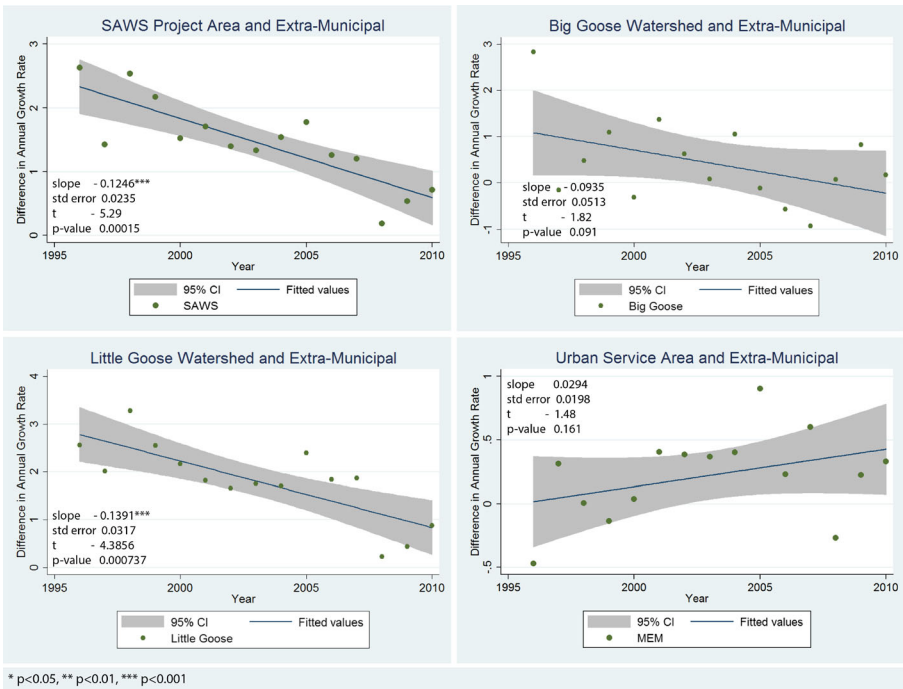 SAWS Project Area and Extra-Municipal
Difference in Annual Growth Rate
3
2
1
0
slope - 0.1246***
std error 0.0235
t - 5.29
p-value 0.00015
1995 2000 2005 2010
Year
95% CI Fitted values
SAWS
Big Goose Watershed and Extra-Municipal
Difference in Annual Growth Rate
3
2
1
0
-1
slope - 0.0935
std error 0.0513
t - 1.82
p-value 0.091
1995 2000 2005 2010
Year
95% CI Fitted values
Big Goose
Little Goose Watershed and Extra-Municipal
Difference in Annual Growth Rate
4
3
2
1
0
slope - 0.1391***
std error 0.0317
t - 4.3856
p-value 0.000737
1995 2000 2005 2010
Year
95% CI Fitted values
Little Goose
Urban Service Area and Extra-Municipal
Difference in Annual Growth Rate
1
.5
0
-.5
slope 0.0294
std error 0.0198
t - 1.48
p-value 0.161
1995 2000 2005 2010
Year
95% CI Fitted values
MEM
* p<0.05, ** p<0.01, *** p<0.001